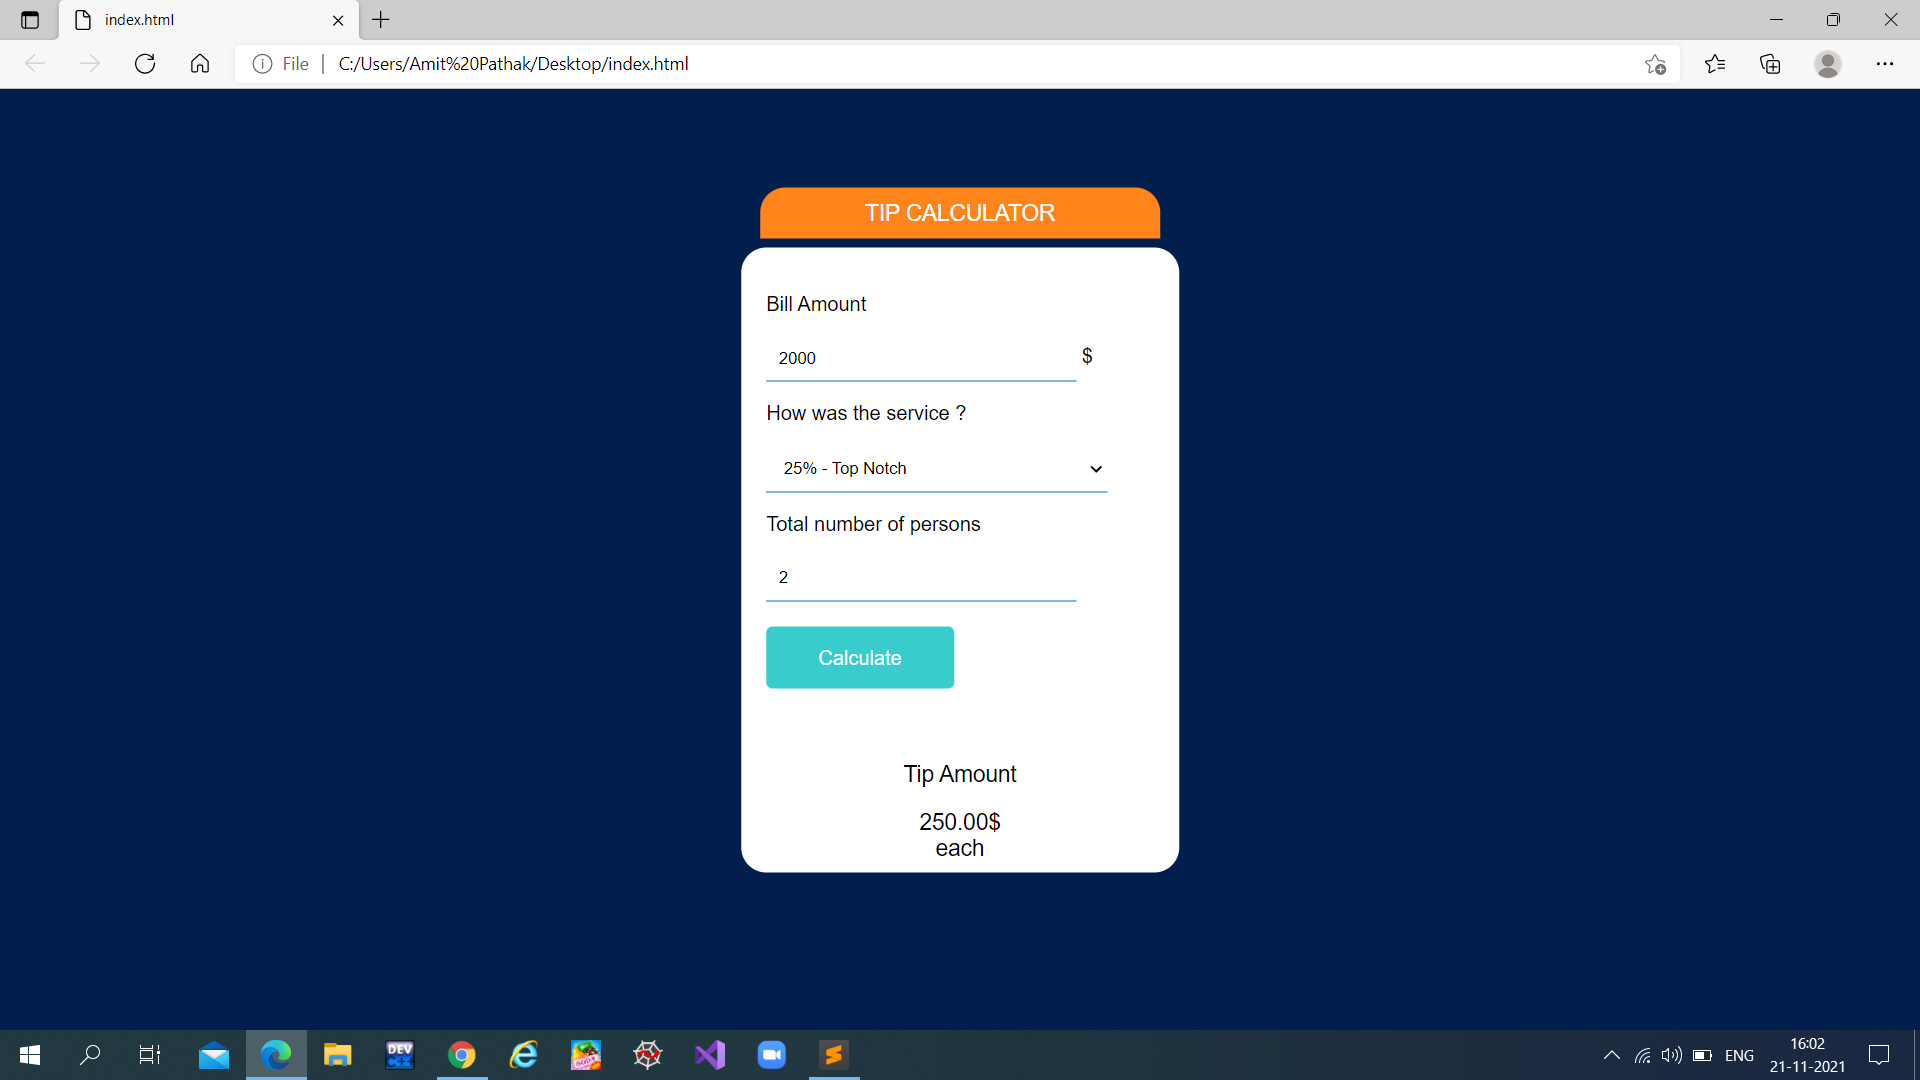 index.html
File
C:/Users/Amit%20Pathak/Desktop/index.html
TIP CALCULATOR
Bill Amount
2000 $
How was the service ?
25% - Top Notch
Total number of persons
2
Calculate
Tip Amount
250.00$
each
DEV
C++
ENG
16:02
21-11-2021